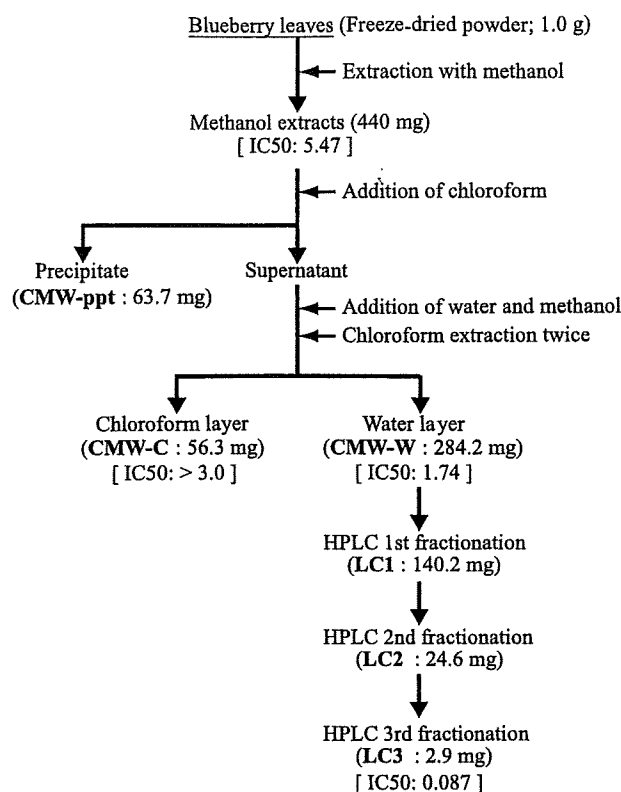 Blueberry leaves (Freeze-dried powder; 1.0 g)
Extraction with methanol
Methanol extracts (440 mg)
[ IC50: 5.47 ]
Addition of chloroform
Precipitate
(CMW-ppt : 63.7 mg)
Supernatant
Addition of water and methanol
Chloroform extraction twice
Chloroform layer
(CMW-C : 56.3 mg)
[ IC50: > 3.0 ]
Water layer
(CMW-W : 284.2 mg)
[ IC50: 1.74 ]
HPLC 1st fractionation
(LC1 : 140.2 mg)
HPLC 2nd fractionation
(LC2 : 24.6 mg)
HPLC 3rd fractionation
(LC3 : 2.9 mg)
[ IC50: 0.087 ]